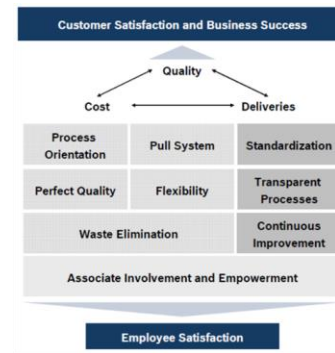 Customer Satisfaction and Business Success
Quality
Cost
Deliveries
Process
Orientation
Pull System
Standardization
Perfect Quality
Flexibility
Transparent
Processes
Waste Elimination
Continuous
Improvement
Associate Involvement and Empowerment
Employee Satisfaction